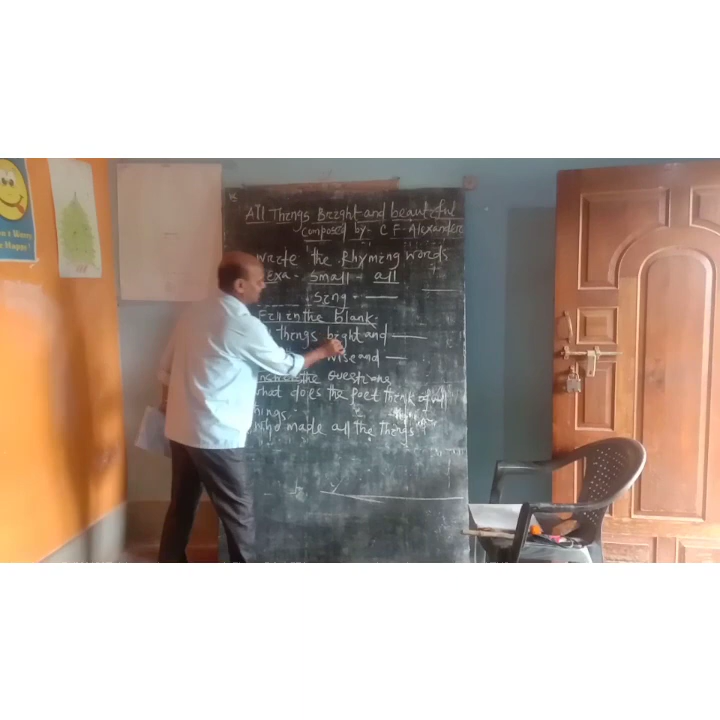 All Things Bright and beautiful
composed by - C F - Alexander
write the Rhyming words
Exa - small - all
sing -
Fill in the blank -
things bright and
wise and
the questions
what does the Poet think of all
things
who made all the things